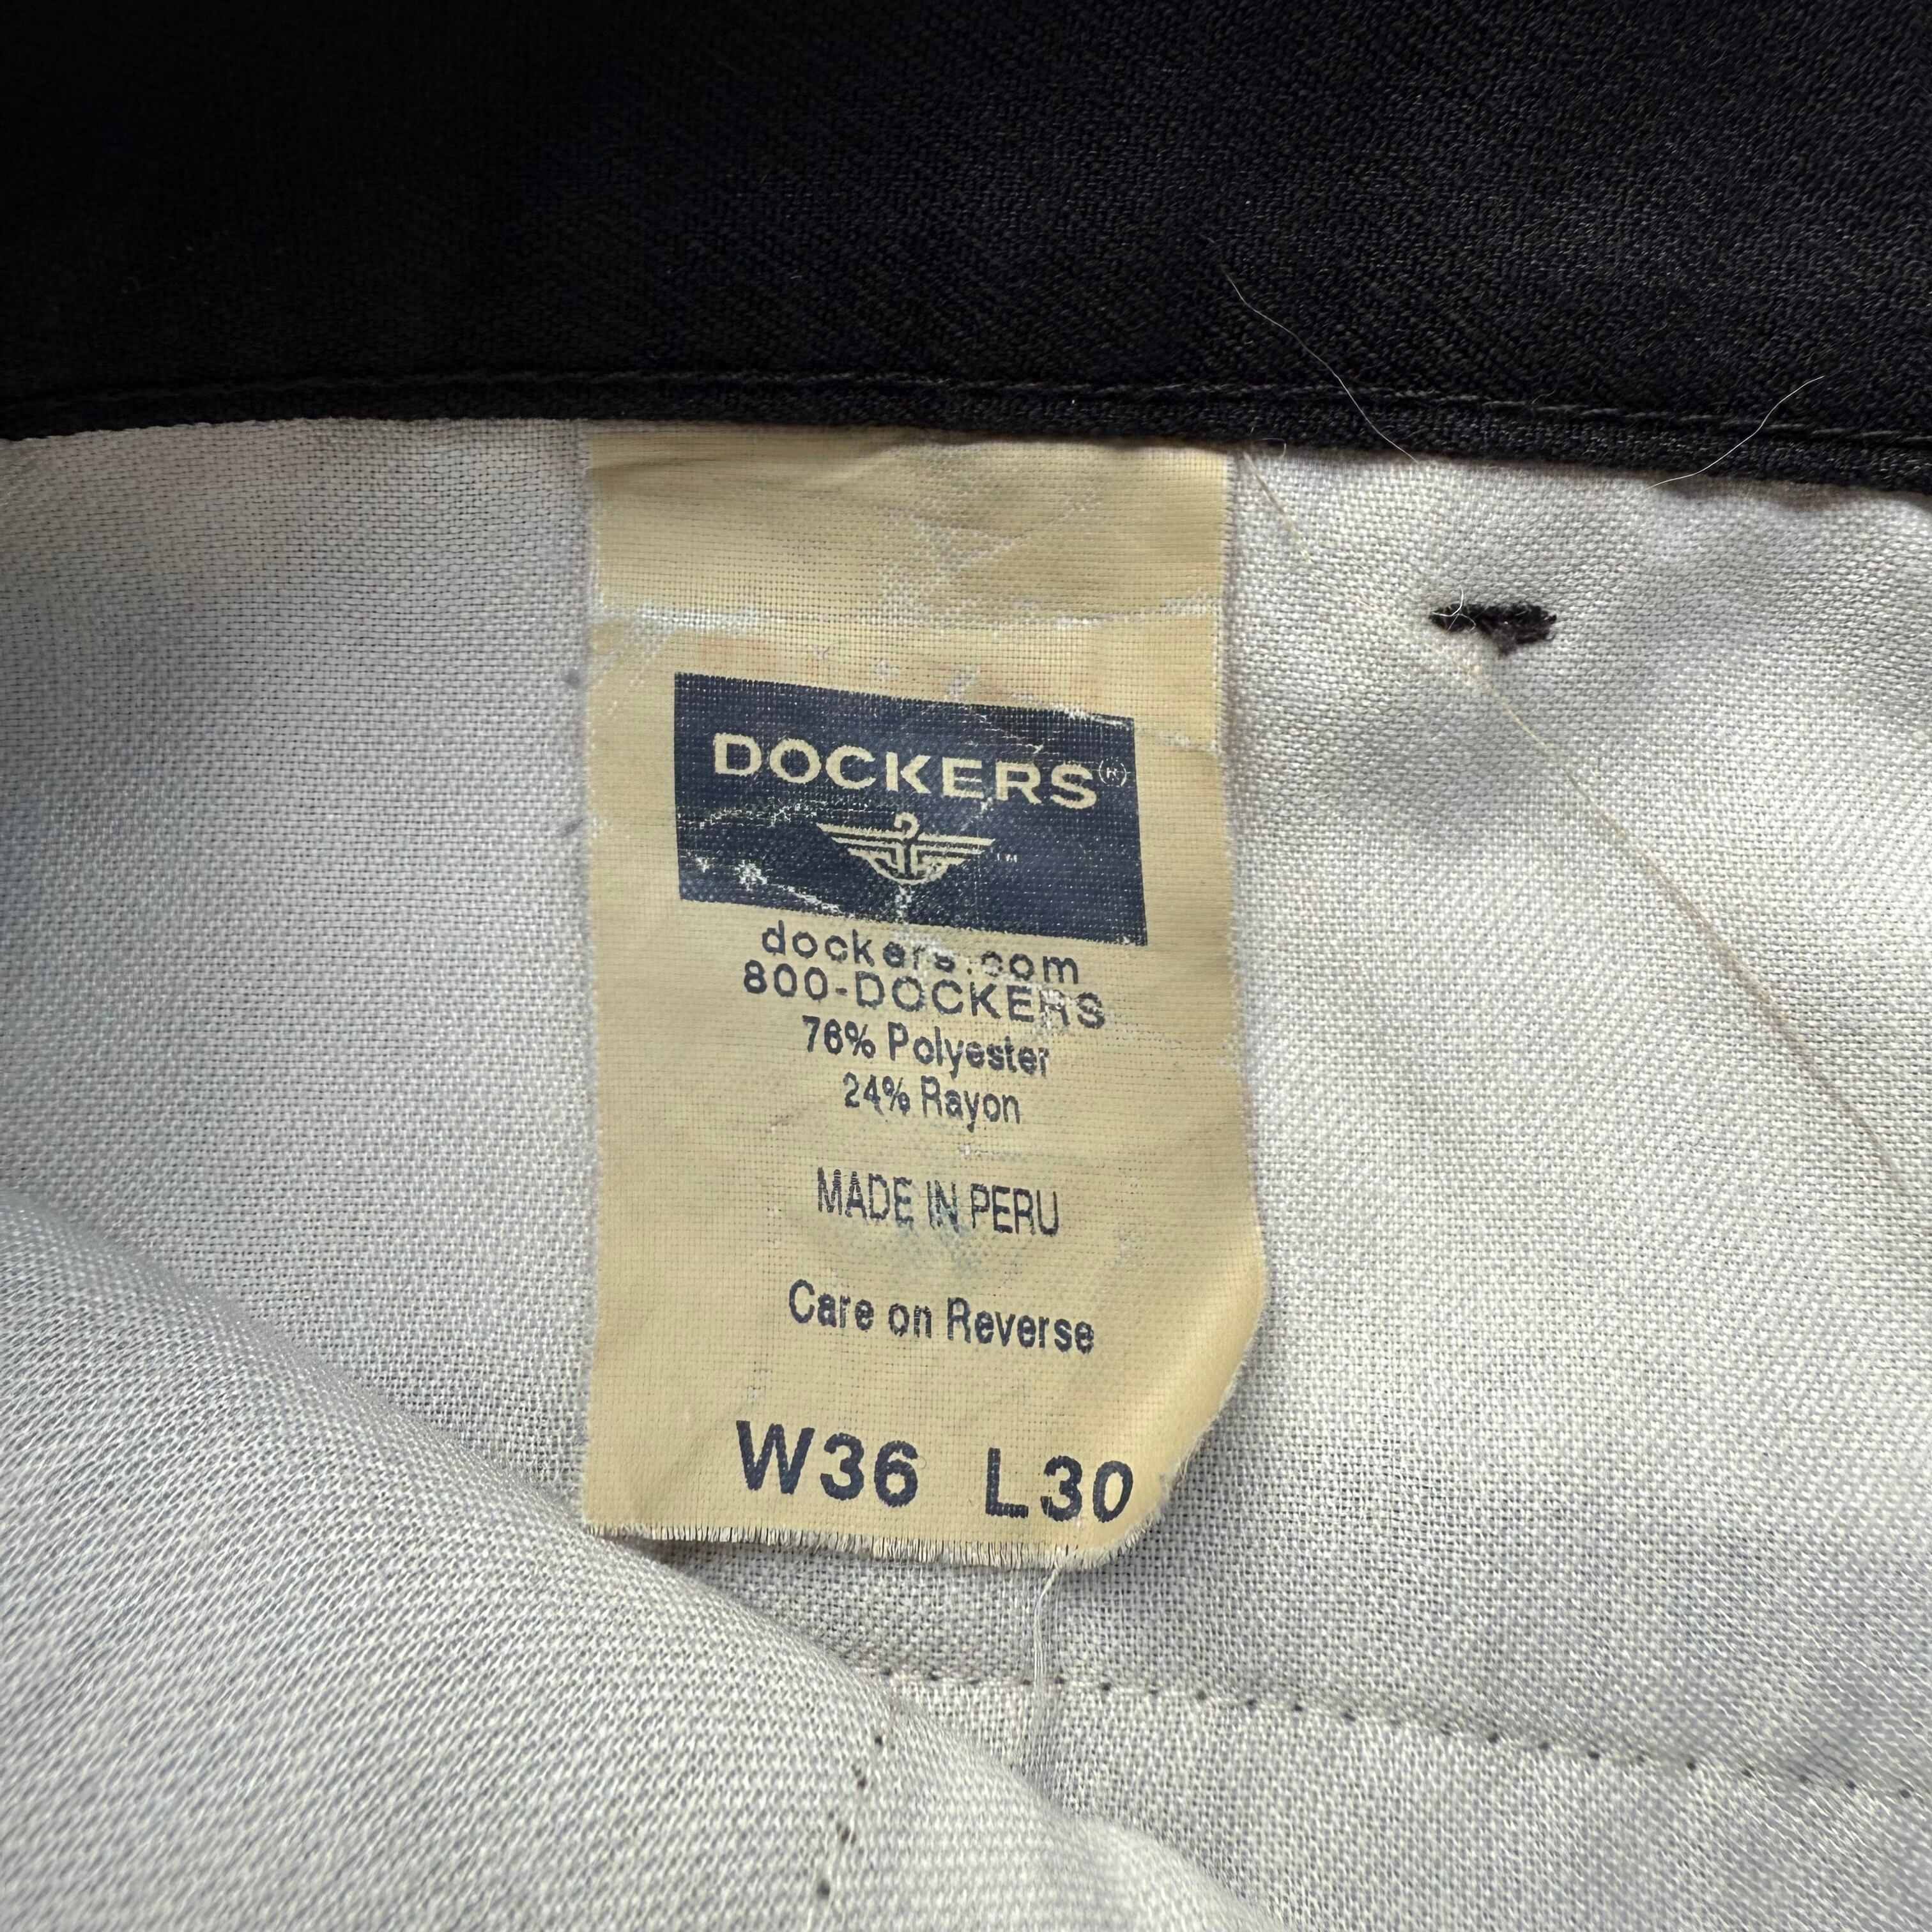 DOCKERS®
™
dockers.com
800-DOCKERS
76% Polyester
24% Rayon
MADE IN PERU
Care on Reverse
W36 L30